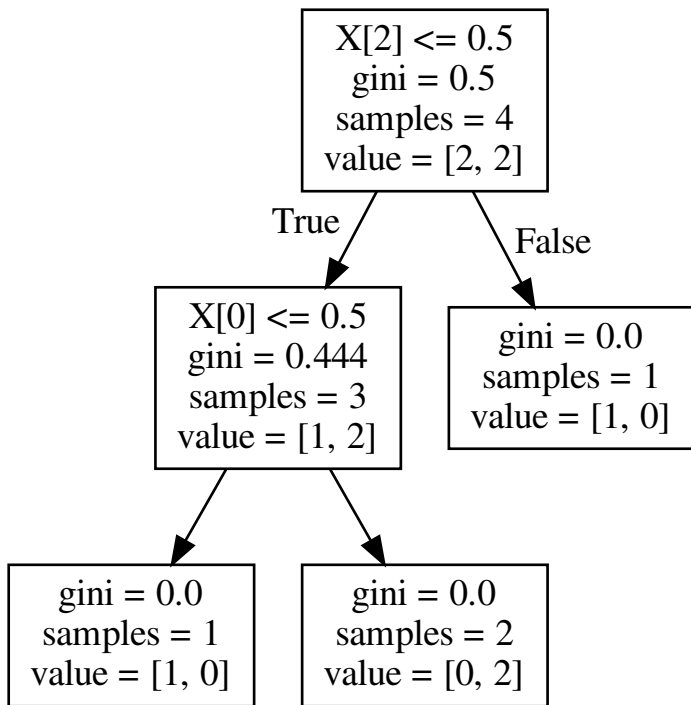 X[2] <= 0.5
gini = 0.5
samples = 4
value = [2, 2]
True
False
X[0] <= 0.5
gini = 0.444
samples = 3
value = [1, 2]
gini = 0.0
samples = 1
value = [1, 0]
gini = 0.0
samples = 1
value = [1, 0]
gini = 0.0
samples = 2
value = [0, 2]